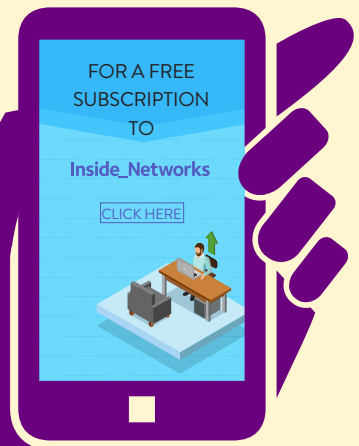 FOR A FREE
SUBSCRIPTION
TO
Inside_Networks
CLICK HERE